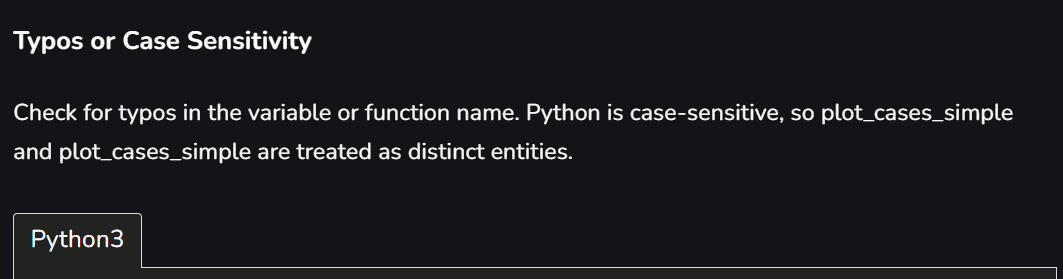 Typos or Case Sensitivity
Check for typos in the variable or function name. Python is case-sensitive, so plot_cases_simple
and plot_cases_simple are treated as distinct entities.
Python3